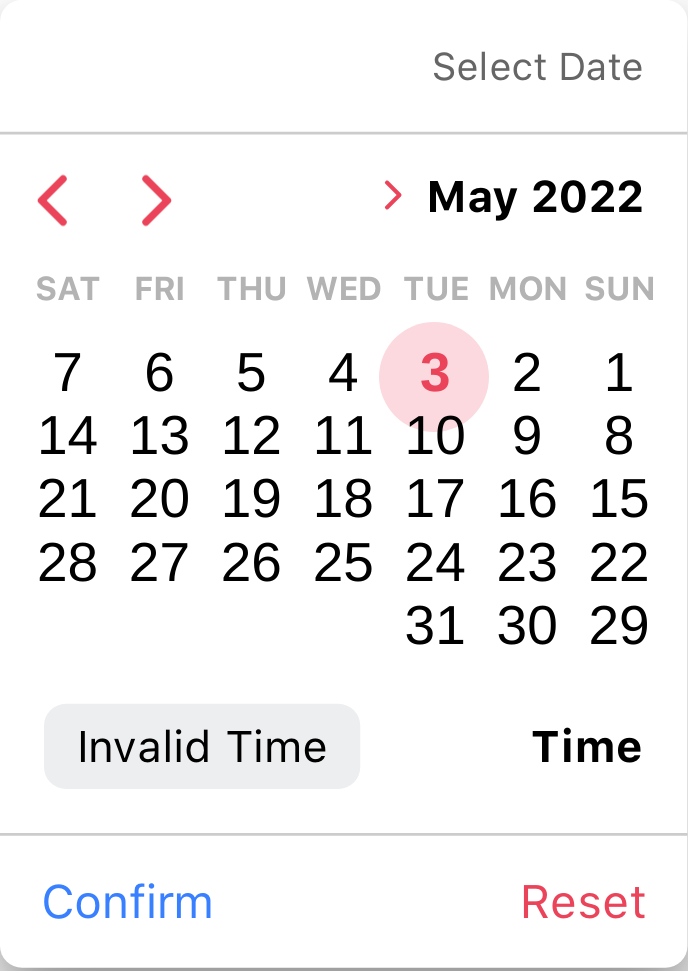 Select Date
May 2022
SAT FRI THU WED TUE MON SUN
7 6 5 4 3 2 1
14 13 12 11 10 9 8
21 20 19 18 17 16 15
28 27 26 25 24 23 22
31 30 29
Invalid Time Time
Confirm Reset